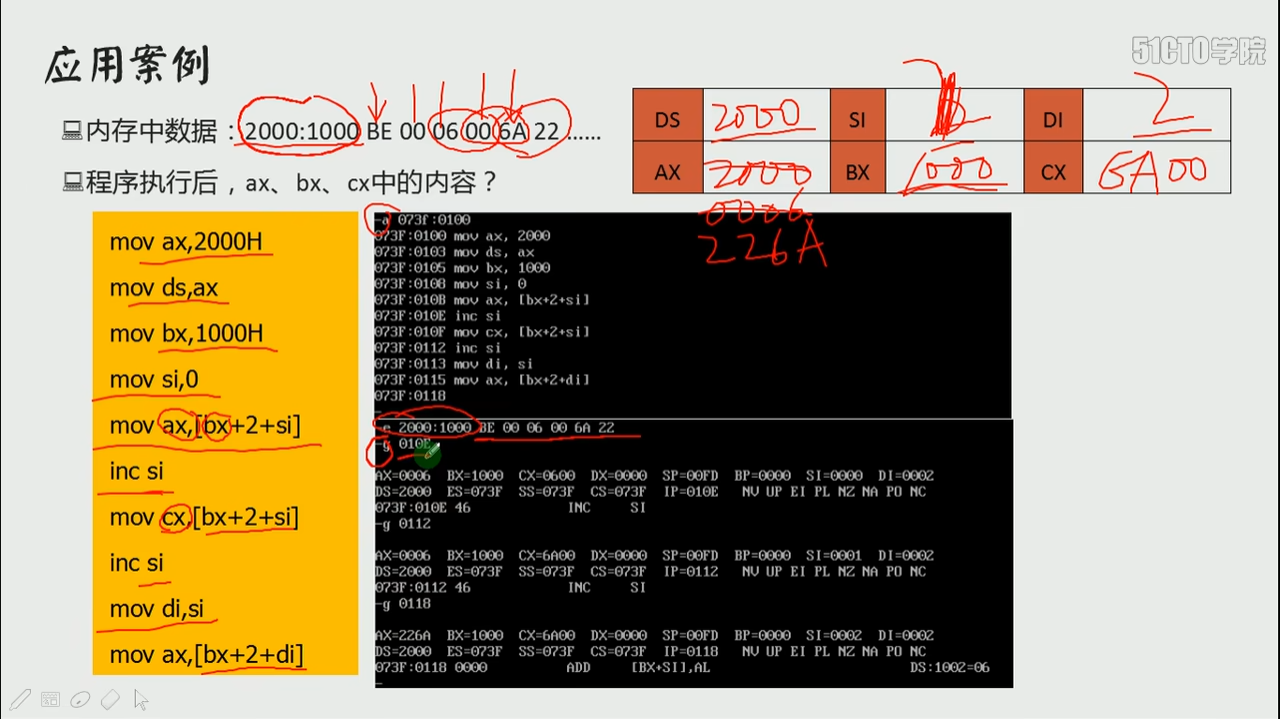 应用案例
51CTO学院
内存中数据：2000:1000 BE 00 06 00 6A 22 ……
程序执行后，ax、bx、cx中的内容？
DS 2000 SI 2 DI 2
AX 2000 BX 1000 CX 6A00
0006
226A
mov ax,2000H
mov ds,ax
mov bx,1000H
mov si,0
mov ax,[bx+2+si]
inc si
mov cx,[bx+2+si]
inc si
mov di,si
mov ax,[bx+2+di]
-a 073f:0100
073F:0100 mov ax, 2000
073F:0103 mov ds, ax
073F:0105 mov bx, 1000
073F:0108 mov si, 0
073F:010B mov ax, [bx+2+si]
073F:010E inc si
073F:010F mov cx, [bx+2+si]
073F:0112 inc si
073F:0113 mov di, si
073F:0115 mov ax, [bx+2+di]
073F:0118
-e 2000:1000 BE 00 06 00 6A 22
-g 010E
AX=0006 BX=1000 CX=0600 DX=0000 SP=00FD BP=0000 SI=0000 DI=0002
DS=2000 ES=073F SS=073F CS=073F IP=010E NV UP EI PL NZ NA PO NC
073F:010E 46 INC SI
-g 0112
AX=0006 BX=1000 CX=6A00 DX=0000 SP=00FD BP=0000 SI=0001 DI=0002
DS=2000 ES=073F SS=073F CS=073F IP=0112 NV UP EI PL NZ NA PO NC
073F:0112 46 INC SI
-g 0118
AX=226A BX=1000 CX=6A00 DX=0000 SP=00FD BP=0000 SI=0002 DI=0002
DS=2000 ES=073F SS=073F CS=073F IP=0118 NV UP EI PL NZ NA PO NC
073F:0118 0000 ADD [BX+SI],AL DS:1002=06